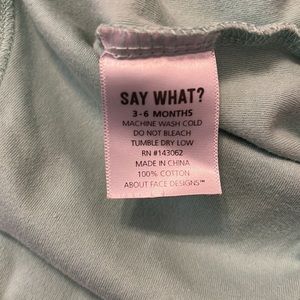 SAY WHAT?
3-6 MONTHS
MACHINE WASH COLD
DO NOT BLEACH
TUMBLE DRY LOW
RN #143062
MADE IN CHINA
100% COTTON
ABOUT FACE DESIGNS™